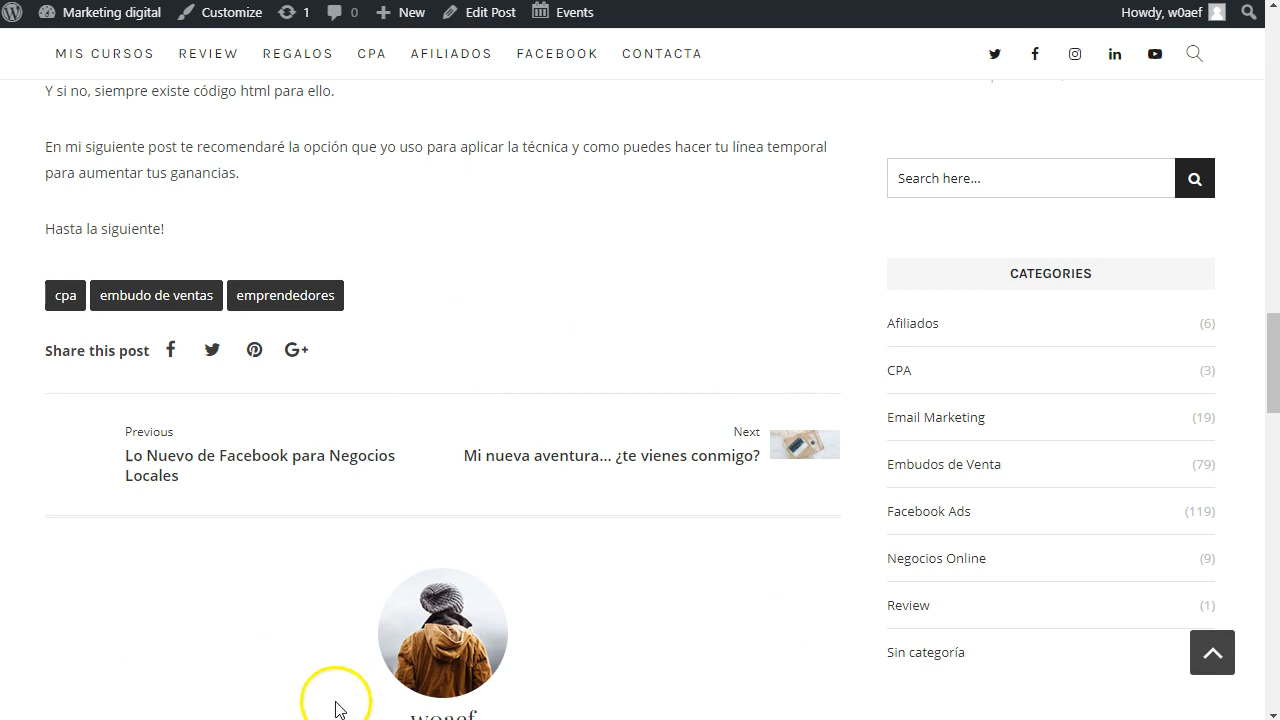 Marketing digital Customize 1 0 New Edit Post Events Howdy, w0aef
MIS CURSOS REVIEW REGALOS CPA AFILIADOS FACEBOOK CONTACTA
Y si no, siempre existe código html para ello.
En mi siguiente post te recomendaré la opción que yo uso para aplicar la técnica y como puedes hacer tu línea temporal
para aumentar tus ganancias.
Hasta la siguiente!
cpa embudo de ventas emprendedores
Share this post
Previous
Lo Nuevo de Facebook para Negocios
Locales
Next
Mi nueva aventura... ¿te vienes conmigo?
Search here...
CATEGORIES
Afiliados (6)
CPA (3)
Email Marketing (19)
Embudos de Venta (79)
Facebook Ads (119)
Negocios Online (9)
Review (1)
Sin categoría